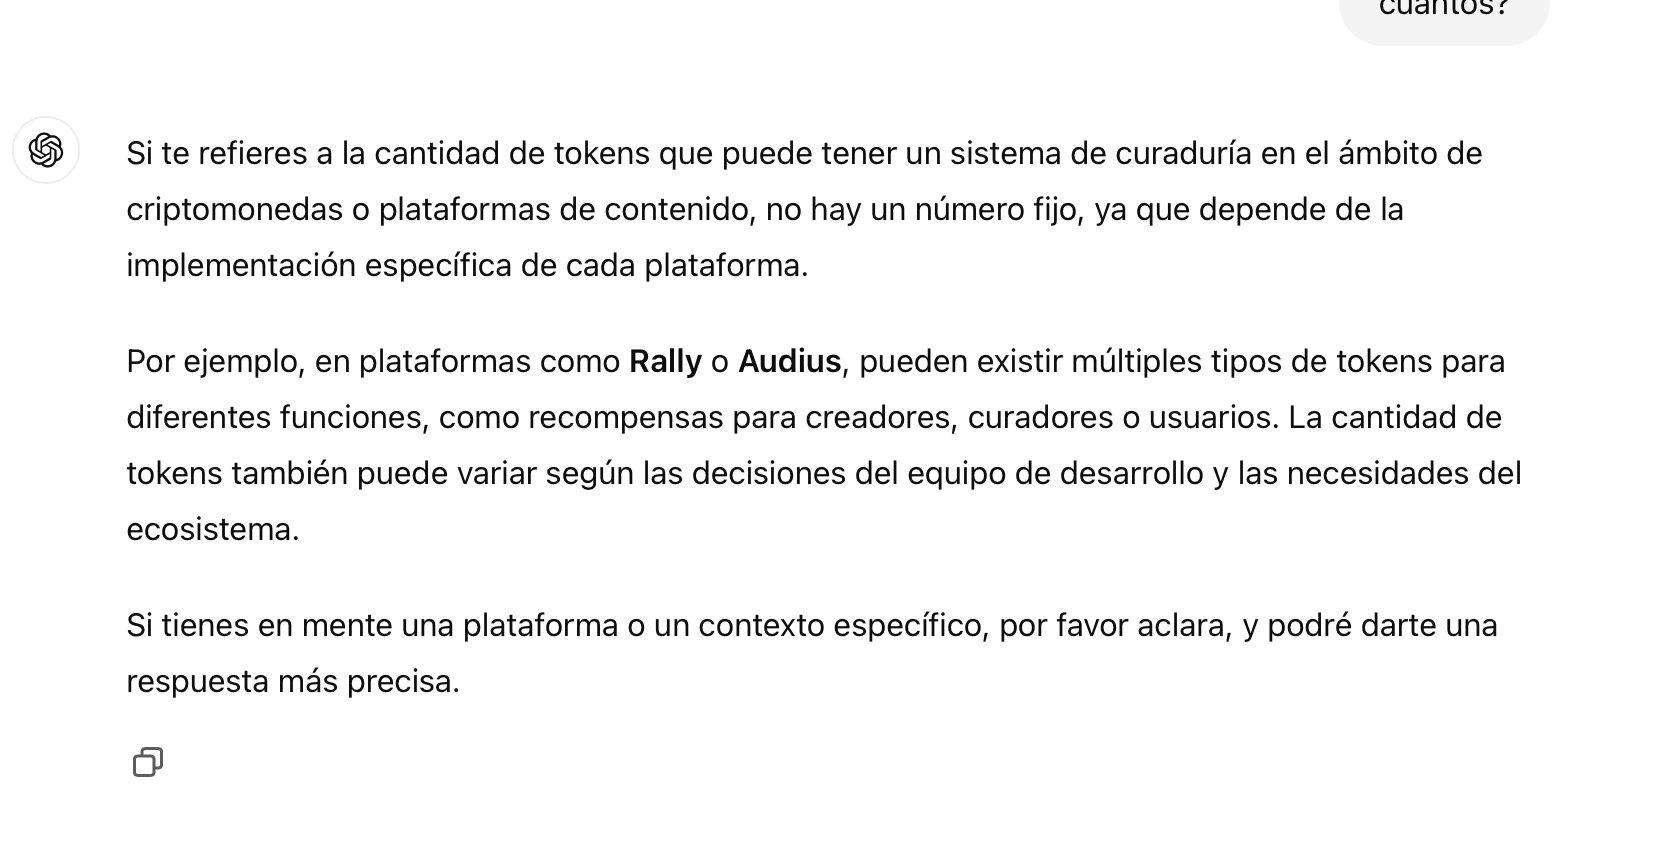 cuantos?
Si te refieres a la cantidad de tokens que puede tener un sistema de curaduría en el ámbito de
criptomonedas o plataformas de contenido, no hay un número fijo, ya que depende de la
implementación específica de cada plataforma.
Por ejemplo, en plataformas como Rally o Audius, pueden existir múltiples tipos de tokens para
diferentes funciones, como recompensas para creadores, curadores o usuarios. La cantidad de
tokens también puede variar según las decisiones del equipo de desarrollo y las necesidades del
ecosistema.
Si tienes en mente una plataforma o un contexto específico, por favor aclara, y podré darte una
respuesta más precisa.